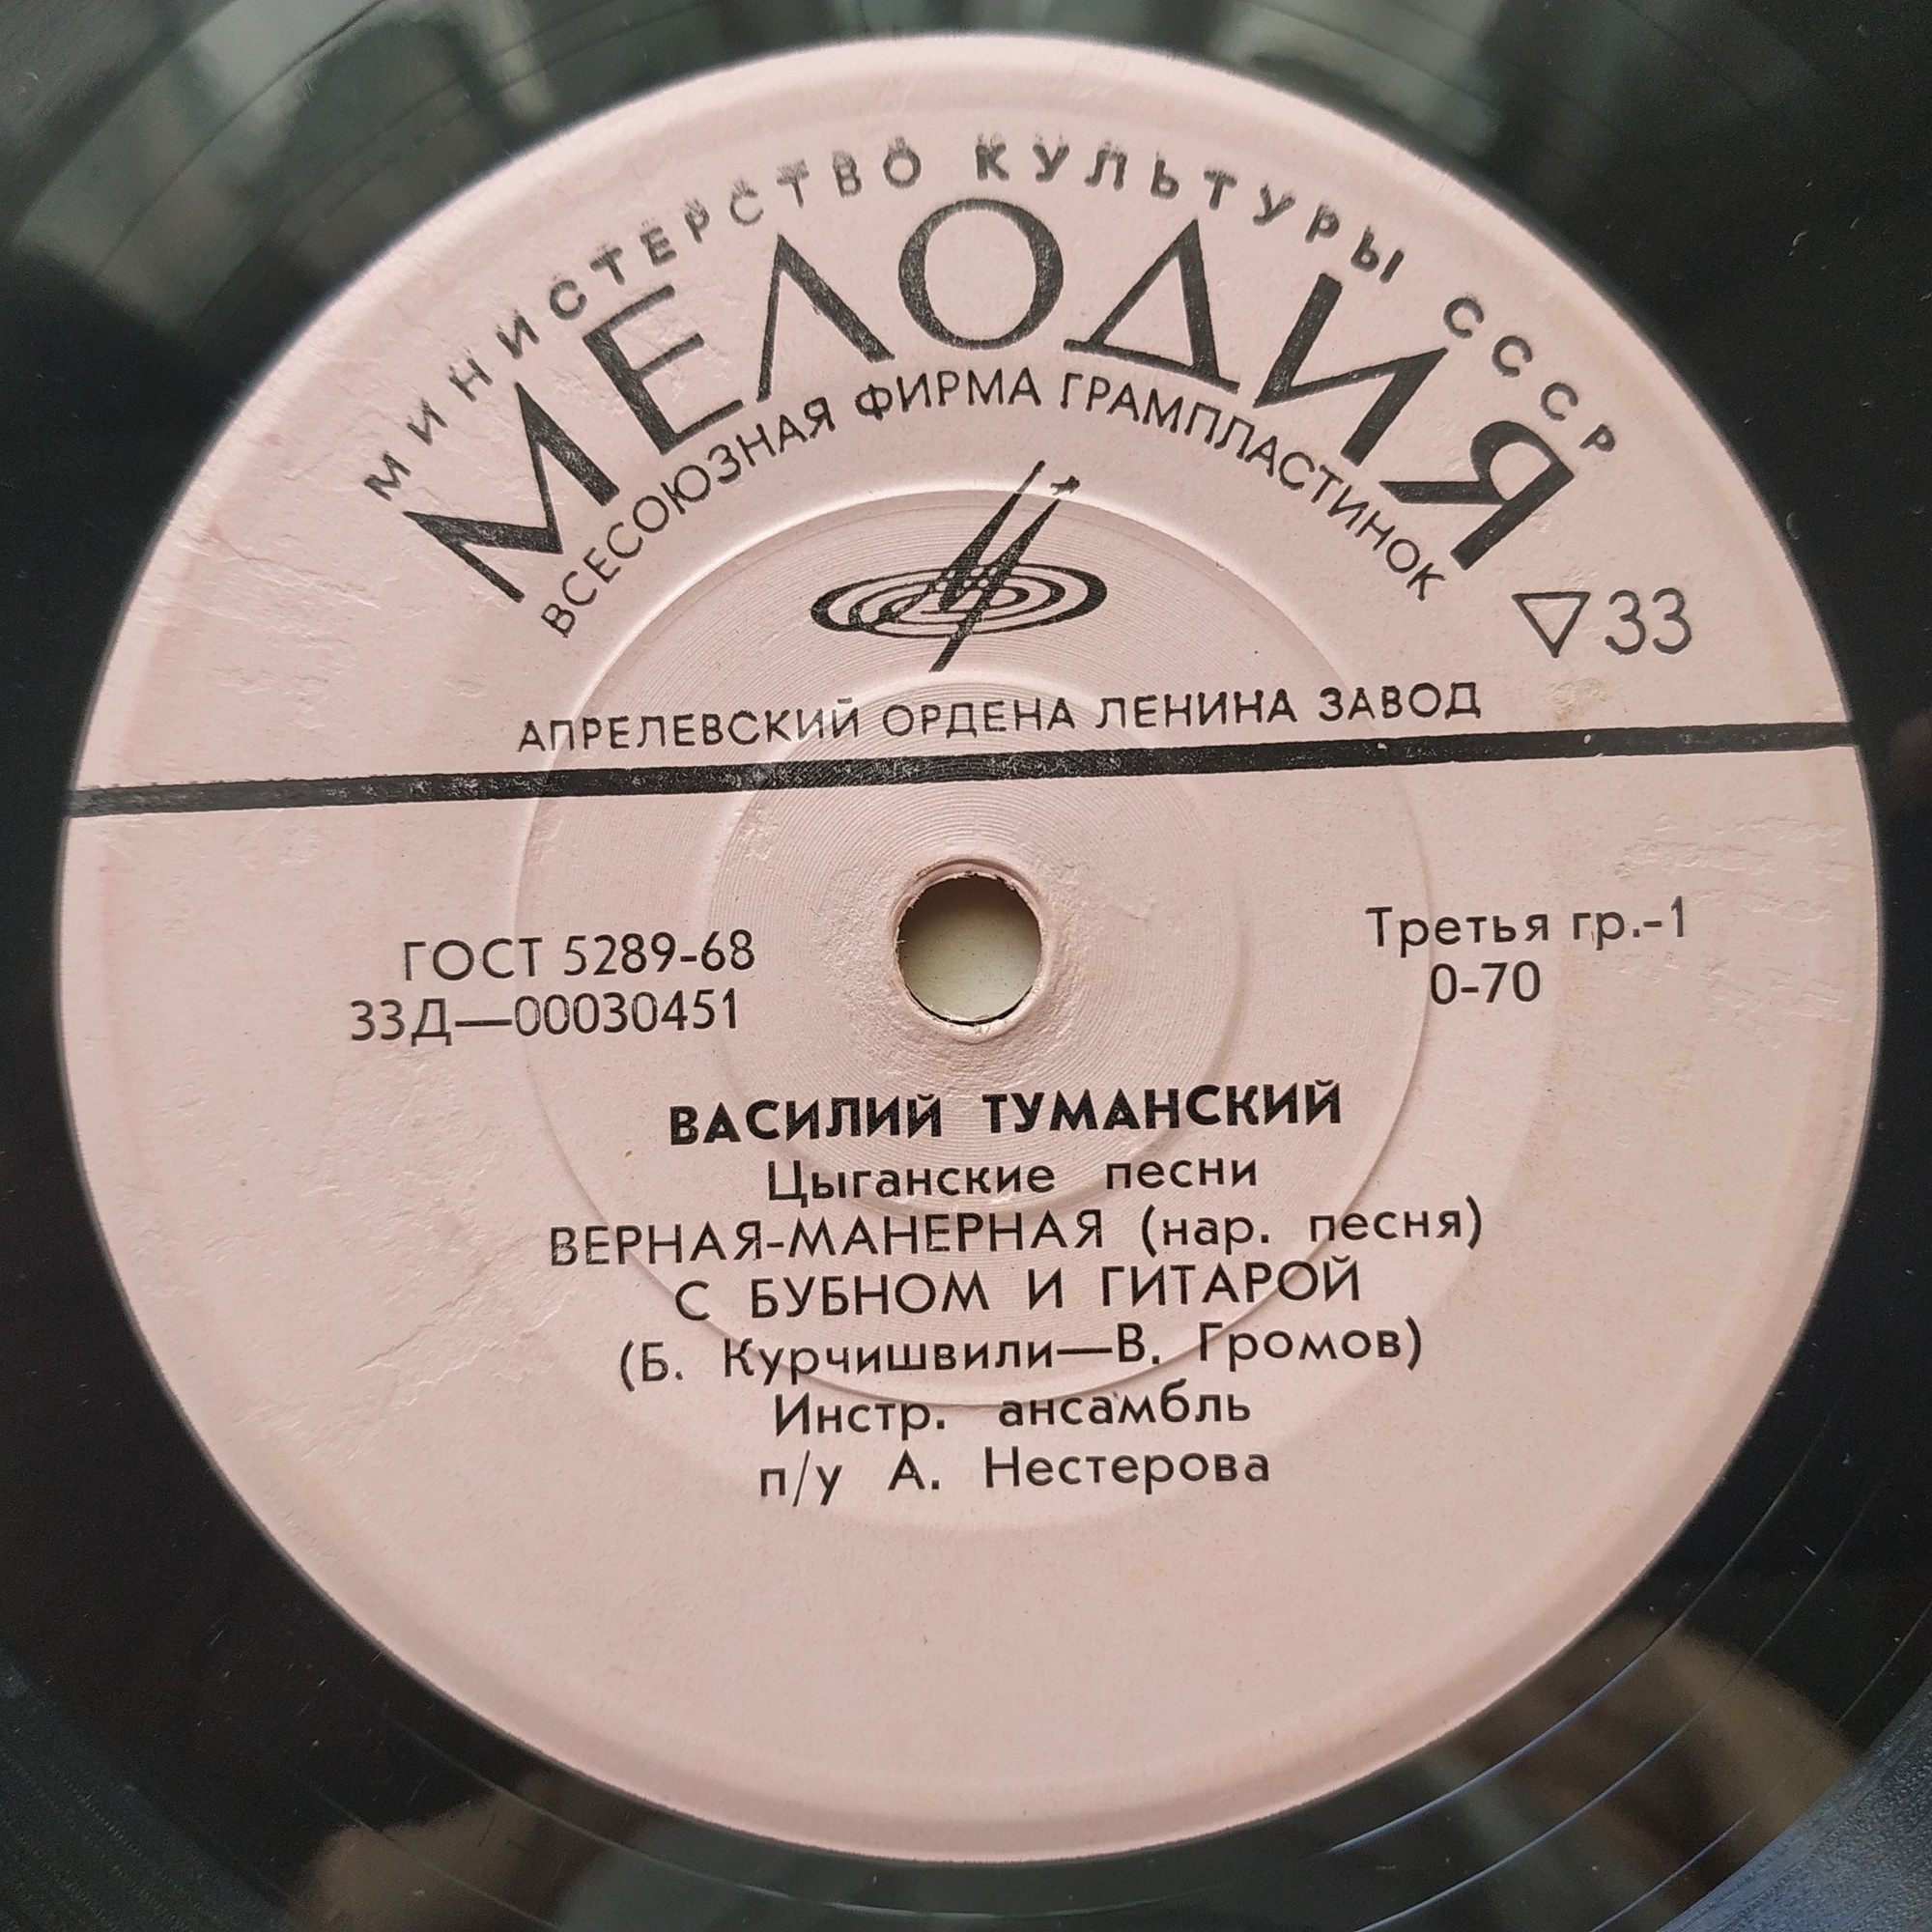 МИНИСТЕРСТВО КУЛЬТУРЫ СССР
МЕЛОДИЯ
ВСЕСОЮЗНАЯ ФИРМА ГРАМПЛАСТИНОК
▽33
АПРЕЛЕВСКИЙ ОРДЕНА ЛЕНИНА ЗАВОД
ГОСТ 5289-68
33Д—00030451
Третья гр.-1
0-70
ВАСИЛИЙ ТУМАНСКИЙ
Цыганские песни
ВЕРНАЯ-МАНЕРНАЯ (нар. песня)
С БУБНОМ И ГИТАРОЙ
(Б. Курчишвили—В. Громов)
Инстр. ансамбль
п/у А. Нестерова